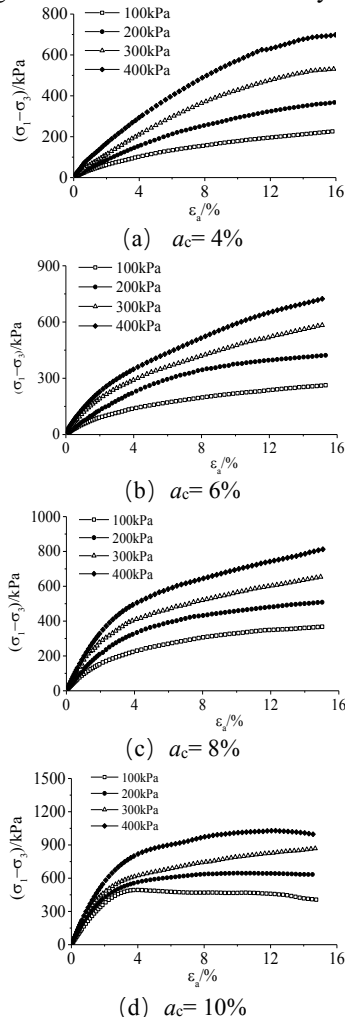 100kPa
200kPa
300kPa
400kPa
800
600
400
200
0
(σ₁−σ₃)/kPa
0 4 8 12 16
εₐ/%
(a) a_c= 4%
100kPa
200kPa
300kPa
400kPa
900
600
300
0
(σ₁−σ₃)/kPa
0 4 8 12 16
εₐ/%
(b) a_c= 6%
100kPa
200kPa
300kPa
400kPa
1000
800
600
400
200
0
(σ₁−σ₃)/kPa
0 4 8 12 16
εₐ/%
(c) a_c= 8%
100kPa
200kPa
300kPa
400kPa
1500
1200
900
600
300
0
(σ₁−σ₃)/kPa
0 4 8 12 16
εₐ/%
(d) a_c= 10%